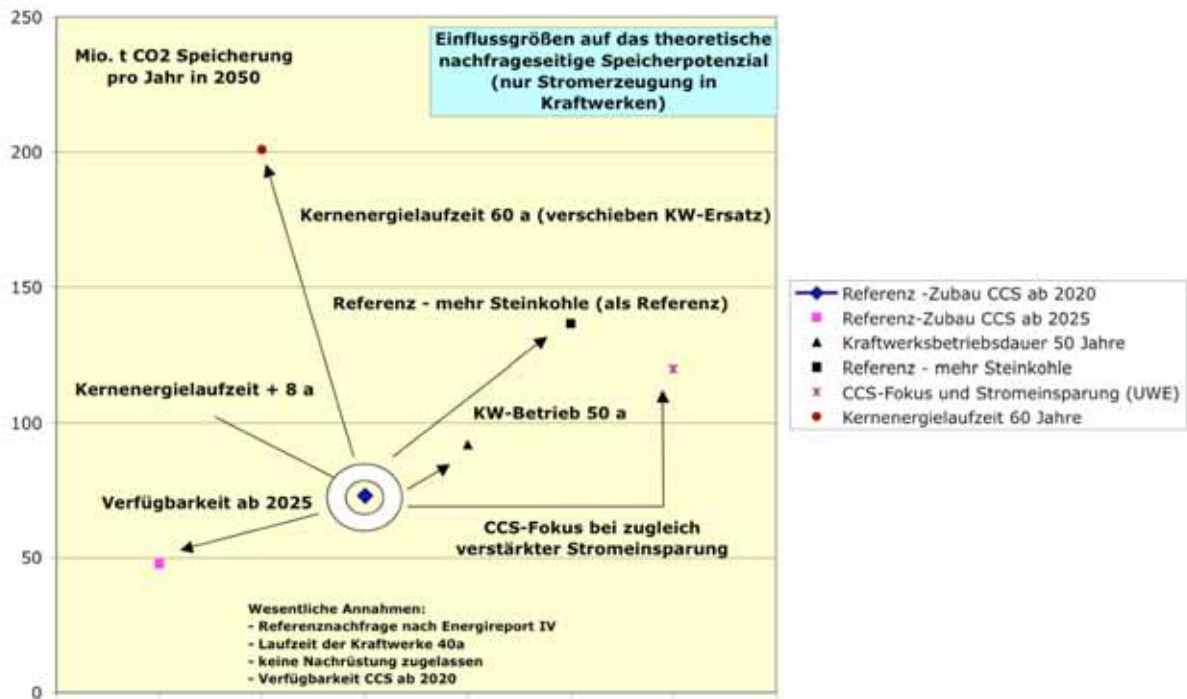 250
200
150
100
50
0
Mio. t CO2 Speicherung
pro Jahr in 2050
Einflussgrößen auf das theoretische
nachfrageseitige Speicherpotenzial
(nur Stromerzeugung in
Kraftwerken)
Kernenergielaufzeit 60 a (verschieben KW-Ersatz)
Referenz - mehr Steinkohle (als Referenz)
Kernenergielaufzeit + 8 a
KW-Betrieb 50 a
Verfügbarkeit ab 2025
CCS-Fokus bei zugleich
verstärkter Stromeinsparung
Wesentliche Annahmen:
- Referenznachfrage nach Energireport IV
- Laufzeit der Kraftwerke 40a
- keine Nachrüstung zugelassen
- Verfügbarkeit CCS ab 2020
Referenz -Zubau CCS ab 2020
Referenz-Zubau CCS ab 2025
Kraftwerksbetriebsdauer 50 Jahre
Referenz - mehr Steinkohle
CCS-Fokus und Stromeinsparung (UWE)
Kernenergielaufzeit 60 Jahre